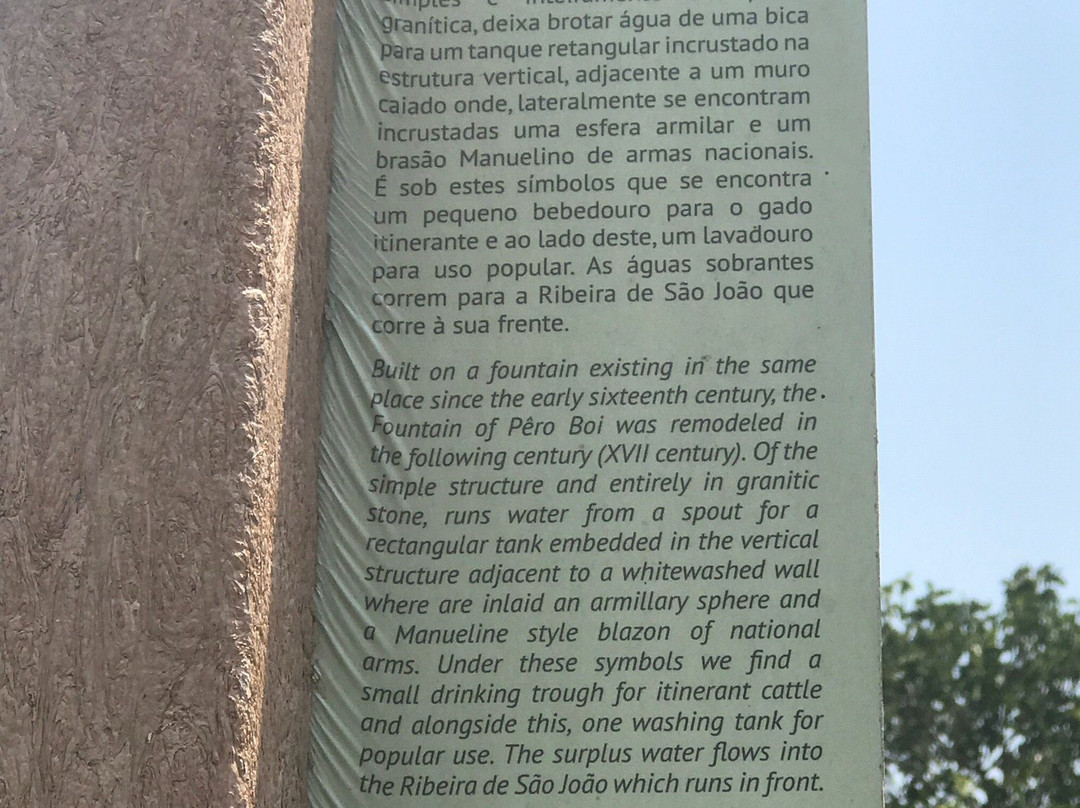 granítica, deixa brotar água de uma bica
para um tanque retangular incrustado na
estrutura vertical, adjacente a um muro
caiado onde, lateralmente se encontram
incrustadas uma esfera armilar e um
brasão Manuelino de armas nacionais.
É sob estes símbolos que se encontra
um pequeno bebedouro para o gado
itinerante e ao lado deste, um lavadouro
para uso popular. As águas sobrantes
correm para a Ribeira de São João que
corre à sua frente.
Built on a fountain existing in the same
place since the early sixteenth century, the
Fountain of Pêro Boi was remodeled in
the following century (XVII century). Of the
simple structure and entirely in granitic
stone, runs water from a spout for a
rectangular tank embedded in the vertical
structure adjacent to a whitewashed wall
where are inlaid an armillary sphere and
a Manueline style blazon of national
arms. Under these symbols we find a
small drinking trough for itinerant cattle
and alongside this, one washing tank for
popular use. The surplus water flows into
the Ribeira de São João which runs in front.